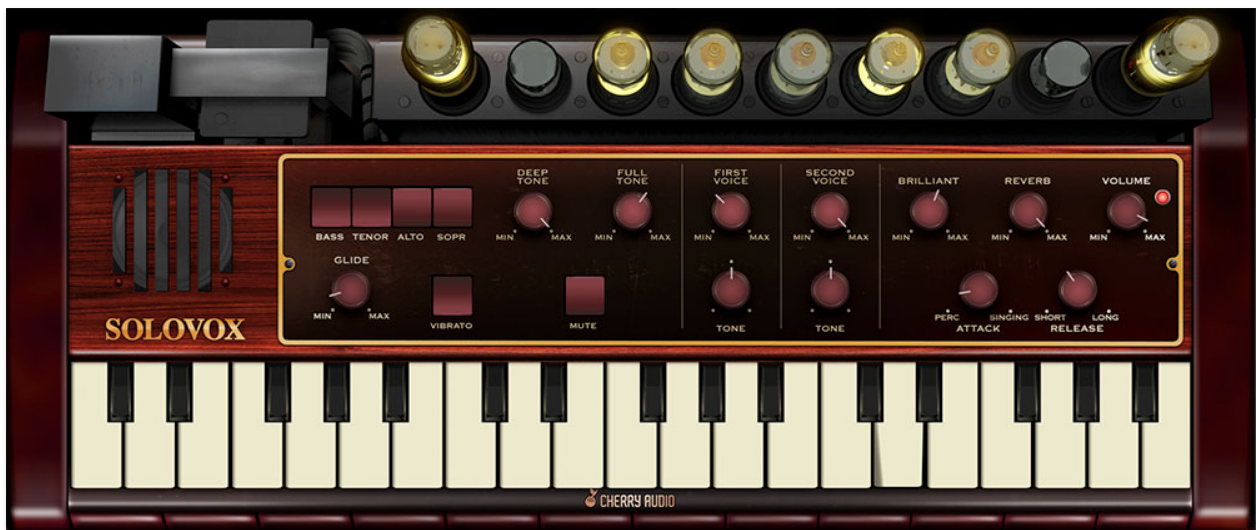 DEEP
TONE
FULL
TONE
FIRST
VOICE
SECOND
VOICE
BRILLIANT
REVERB
VOLUME
BASS TENOR ALTO SOPR
MIN MAX
MIN MAX
MIN MAX
MIN MAX
MIN MAX
MIN MAX
MIN MAX
GLIDE
MIN MAX
VIBRATO
MUTE
TONE
TONE
PERC SINGING
ATTACK
SHORT LONG
RELEASE
SOLOVOX
CHERRY AUDIO